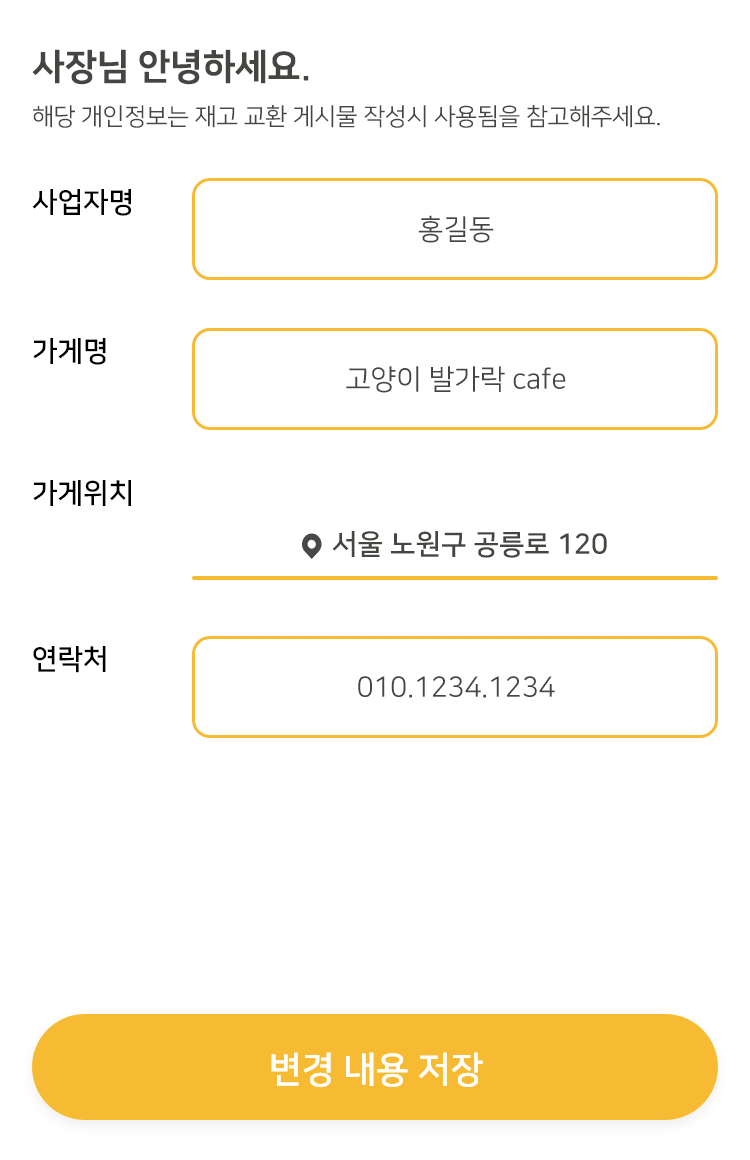 사장님 안녕하세요.
해당 개인정보는 재고 교환 게시물 작성시 사용됨을 참고해주세요.
사업자명
홍길동
가게명
고양이 발가락 cafe
가게위치
서울 노원구 공릉로 120
연락처
010.1234.1234
변경 내용 저장